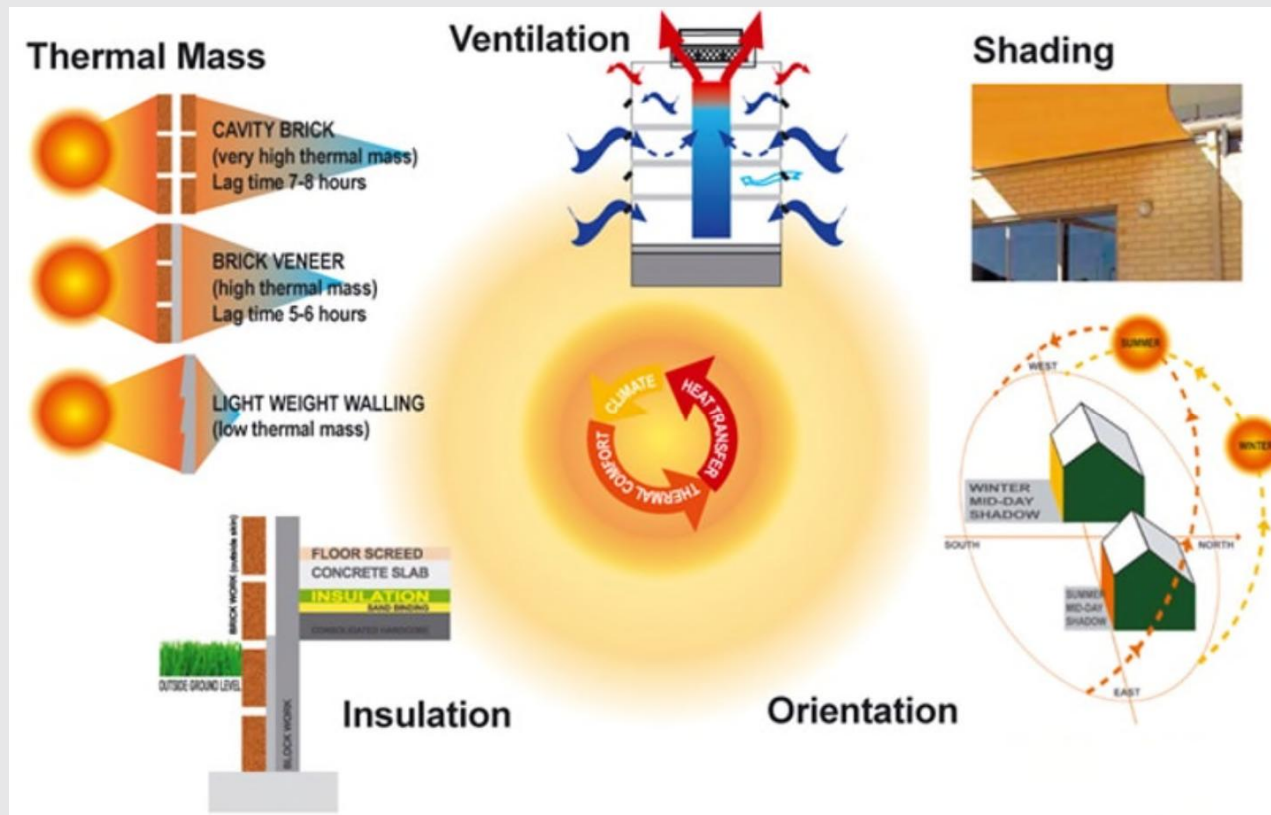 Thermal Mass
CAVITY BRICK
(very high thermal mass)
Lag time 7-8 hours
BRICK VENEER
(high thermal mass)
Lag time 5-6 hours
LIGHT WEIGHT WALLING
(low thermal mass)
Ventilation
Shading
CLIMATE
HEAT TRANSFER
THERMAL COMFORT
SUMMER
WEST
WINTER
WINTER
MID-DAY
SHADOW
SOUTH
NORTH
SUMMER
MID-DAY
SHADOW
EAST
Orientation
BRICK WORK (outside skin)
FLOOR SCREED
CONCRETE SLAB
INSULATION
SAND BINDING
CONSOLIDATED HARDCORE
OUTSIDE GROUND LEVEL
BLOCK WORK
Insulation